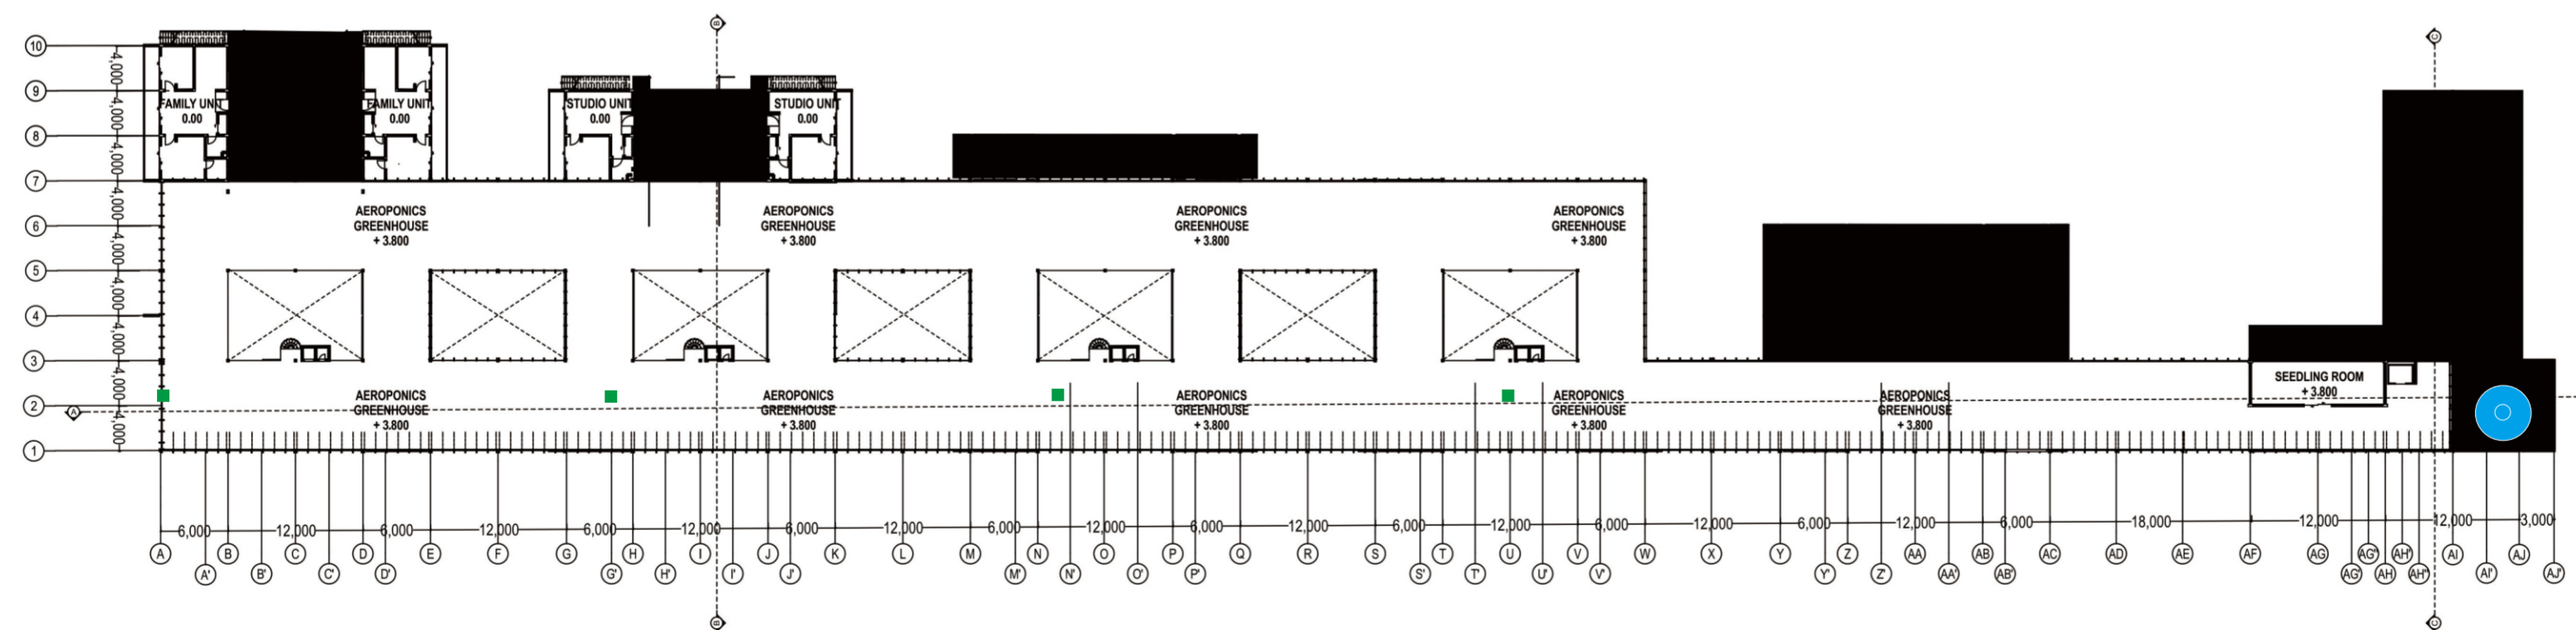 B
C
10
4,000
9
FAMILY UNIT
0.00
FAMILY UNIT
0.00
STUDIO UNIT
0.00
STUDIO UNIT
0.00
4,000
8
4,000
7
4,000
AEROPONICS
GREENHOUSE
+ 3.800
AEROPONICS
GREENHOUSE
+ 3.800
AEROPONICS
GREENHOUSE
+ 3.800
AEROPONICS
GREENHOUSE
+ 3.800
6
4,000
5
4,000
4
4,000
3
4,000
SEEDLING ROOM
+ 3.800
AEROPONICS
GREENHOUSE
+ 3.800
AEROPONICS
GREENHOUSE
+ 3.800
AEROPONICS
GREENHOUSE
+ 3.800
AEROPONICS
GREENHOUSE
+ 3.800
AEROPONICS
GREENHOUSE
+ 3.800
2
A
4,000
1
6,000 12,000 6,000 12,000 6,000 12,000 6,000 12,000 6,000 12,000 6,000 12,000 6,000 12,000 6,000 12,000 6,000 12,000 6,000 18,000 12,000 12,000 3,000
A B C D E F G H I J K L M N O P Q R S T U V W X Y Z AA AB AC AD AE AF AG AG" AH' AI AJ
A' B' C' D' G' H' I' J' M' N' O' P' S' T' U' V' Y' Z' AA' AB' AG' AH AH" AI' AJ'
B
C